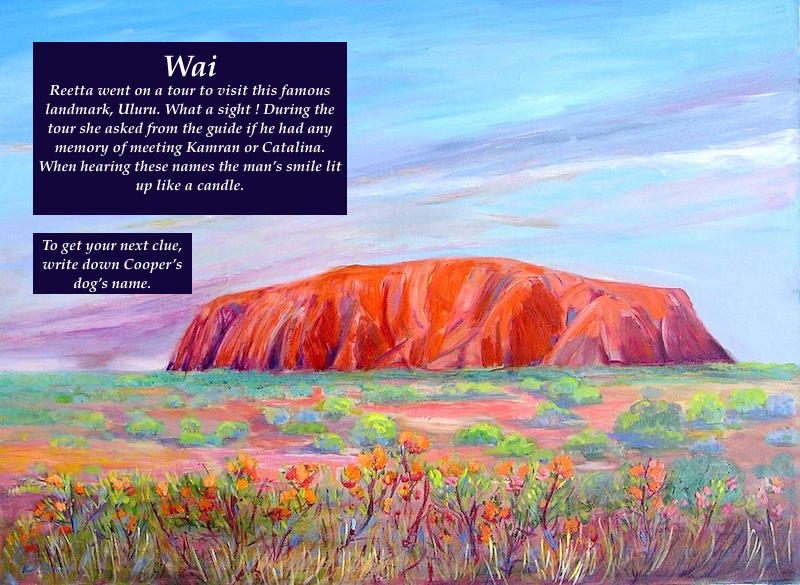 Wai
Reetta went on a tour to visit this famous
landmark, Uluru. What a sight ! During the
tour she asked from the guide if he had any
memory of meeting Kamran or Catalina.
When hearing these names the man's smile lit
up like a candle.
To get your next clue,
write down Cooper's
dog's name.